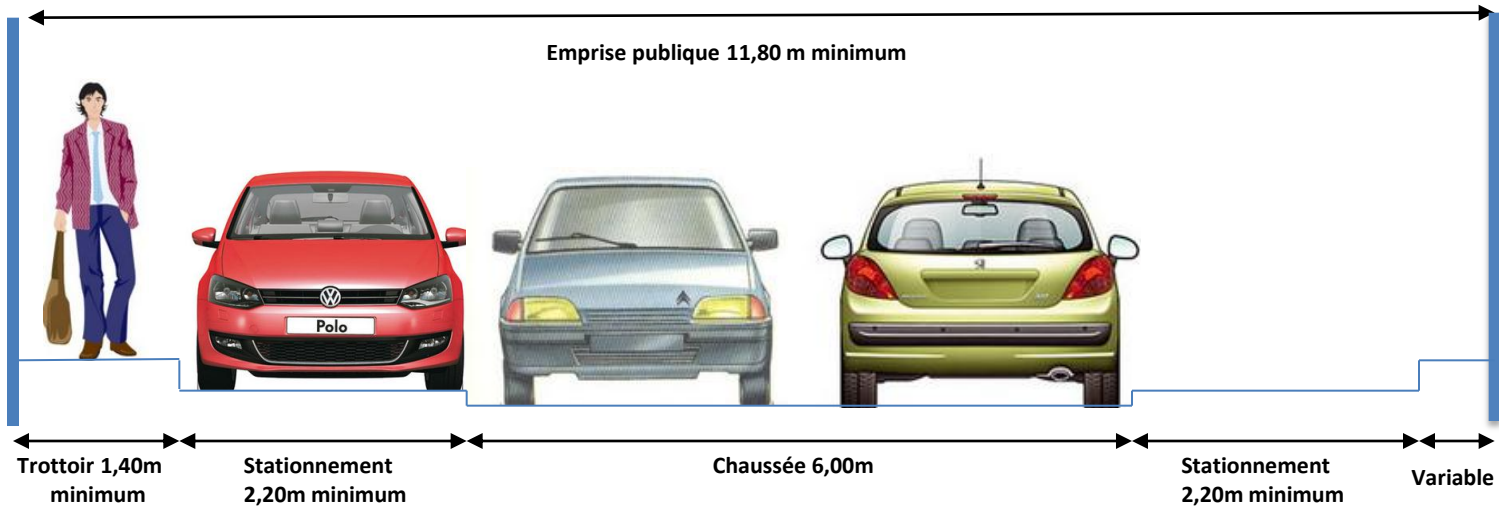 Emprise publique 11,80 m minimum
Polo
Trottoir 1,40m
minimum
Stationnement
2,20m minimum
Chaussée 6,00m
Stationnement
2,20m minimum
Variable